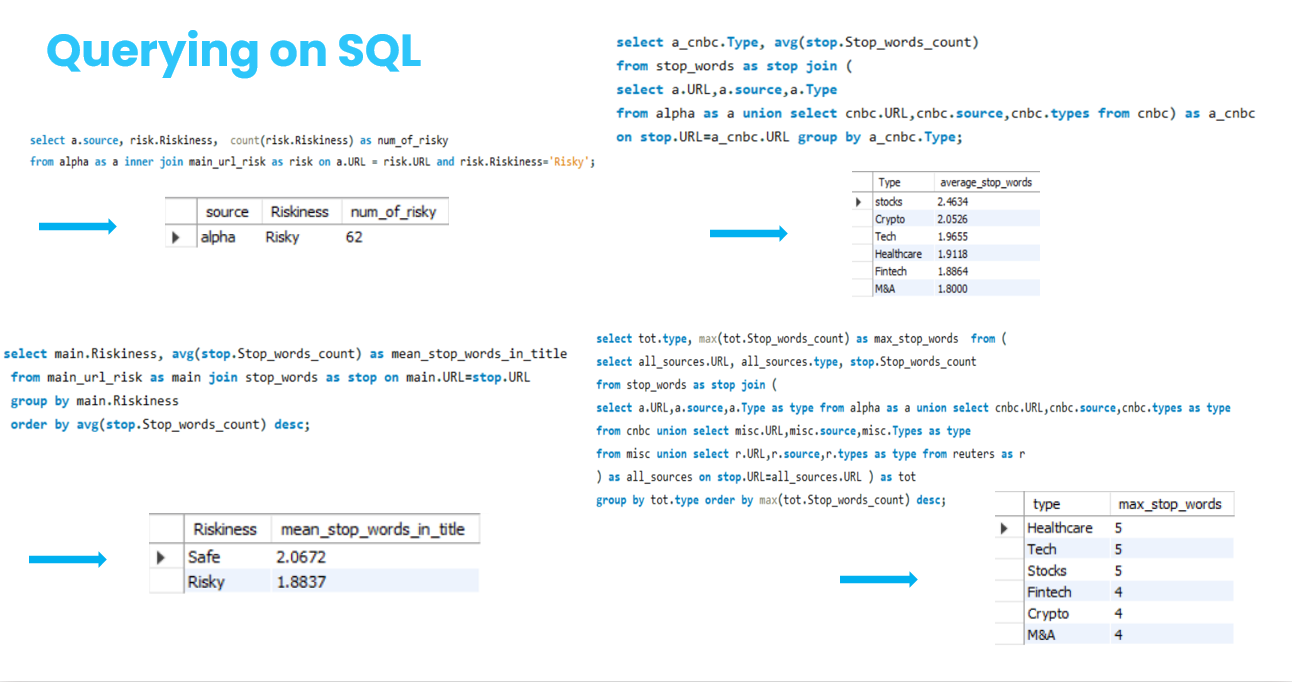 Querying on SQL
select a.source, risk.Riskiness, count(risk.Riskiness) as num_of_risky
from alpha as a inner join main_url_risk as risk on a.URL = risk.URL and risk.Riskiness='Risky';
source Riskiness num_of_risky
alpha Risky 62
select main.Riskiness, avg(stop.Stop_words_count) as mean_stop_words_in_title
from main_url_risk as main join stop_words as stop on main.URL=stop.URL
group by main.Riskiness
order by avg(stop.Stop_words_count) desc;
Riskiness mean_stop_words_in_title
Safe 2.0672
Risky 1.8837
select a_cnbc.Type, avg(stop.Stop_words_count)
from stop_words as stop join (
select a.URL,a.source,a.Type
from alpha as a union select cnbc.URL,cnbc.source,cnbc.types from cnbc) as a_cnbc
on stop.URL=a_cnbc.URL group by a_cnbc.Type;
Type average_stop_words
stocks 2.4634
Crypto 2.0526
Tech 1.9655
Healthcare 1.9118
Fintech 1.8864
M&A 1.8000
select tot.type, max(tot.Stop_words_count) as max_stop_words from (
select all_sources.URL, all_sources.type, stop.Stop_words_count
from stop_words as stop join (
select a.URL,a.source,a.Type as type from alpha as a union select cnbc.URL,cnbc.source,cnbc.types as type
from cnbc union select misc.URL,misc.source,misc.Types as type
from misc union select r.URL,r.source,r.types as type from reuters as r
) as all_sources on stop.URL=all_sources.URL ) as tot
group by tot.type order by max(tot.Stop_words_count) desc;
type max_stop_words
Healthcare 5
Tech 5
Stocks 5
Fintech 4
Crypto 4
M&A 4